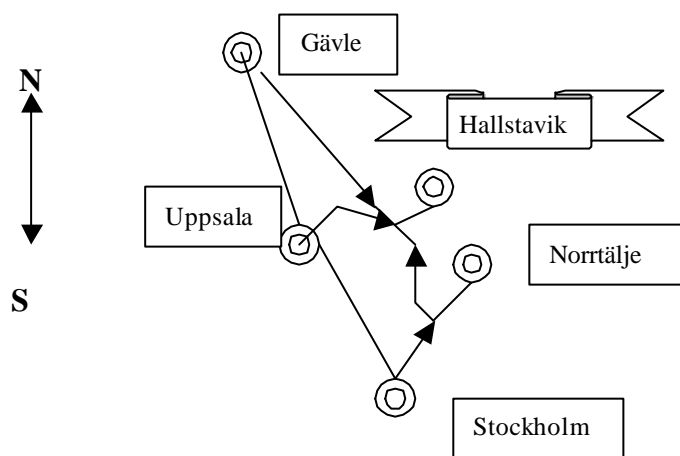 Gävle
N
Hallstavik
Uppsala
Norrtälje
S
Stockholm